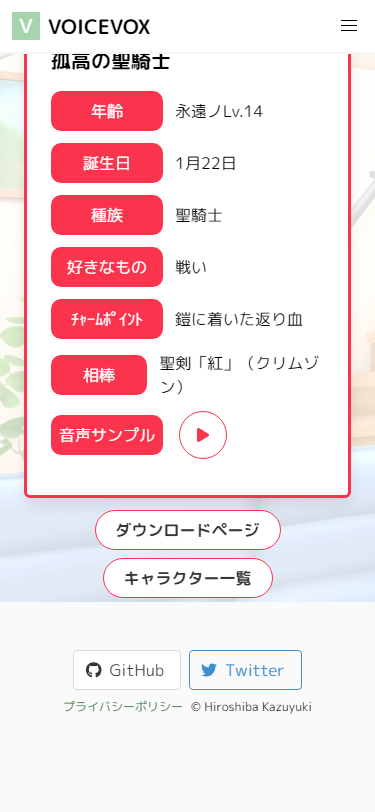 V VOICEVOX
孤高の聖騎士
年齢 永遠ノLv.14
誕生日 1月22日
種族 聖騎士
好きなもの 戦い
ﾁｬｰﾑﾎﾟｲﾝﾄ 鎧に着いた返り血
相棒 聖剣「紅」（クリムゾ
ン）
音声サンプル
ダウンロードページ
キャラクター一覧
GitHub Twitter
プライバシーポリシー © Hiroshiba Kazuyuki